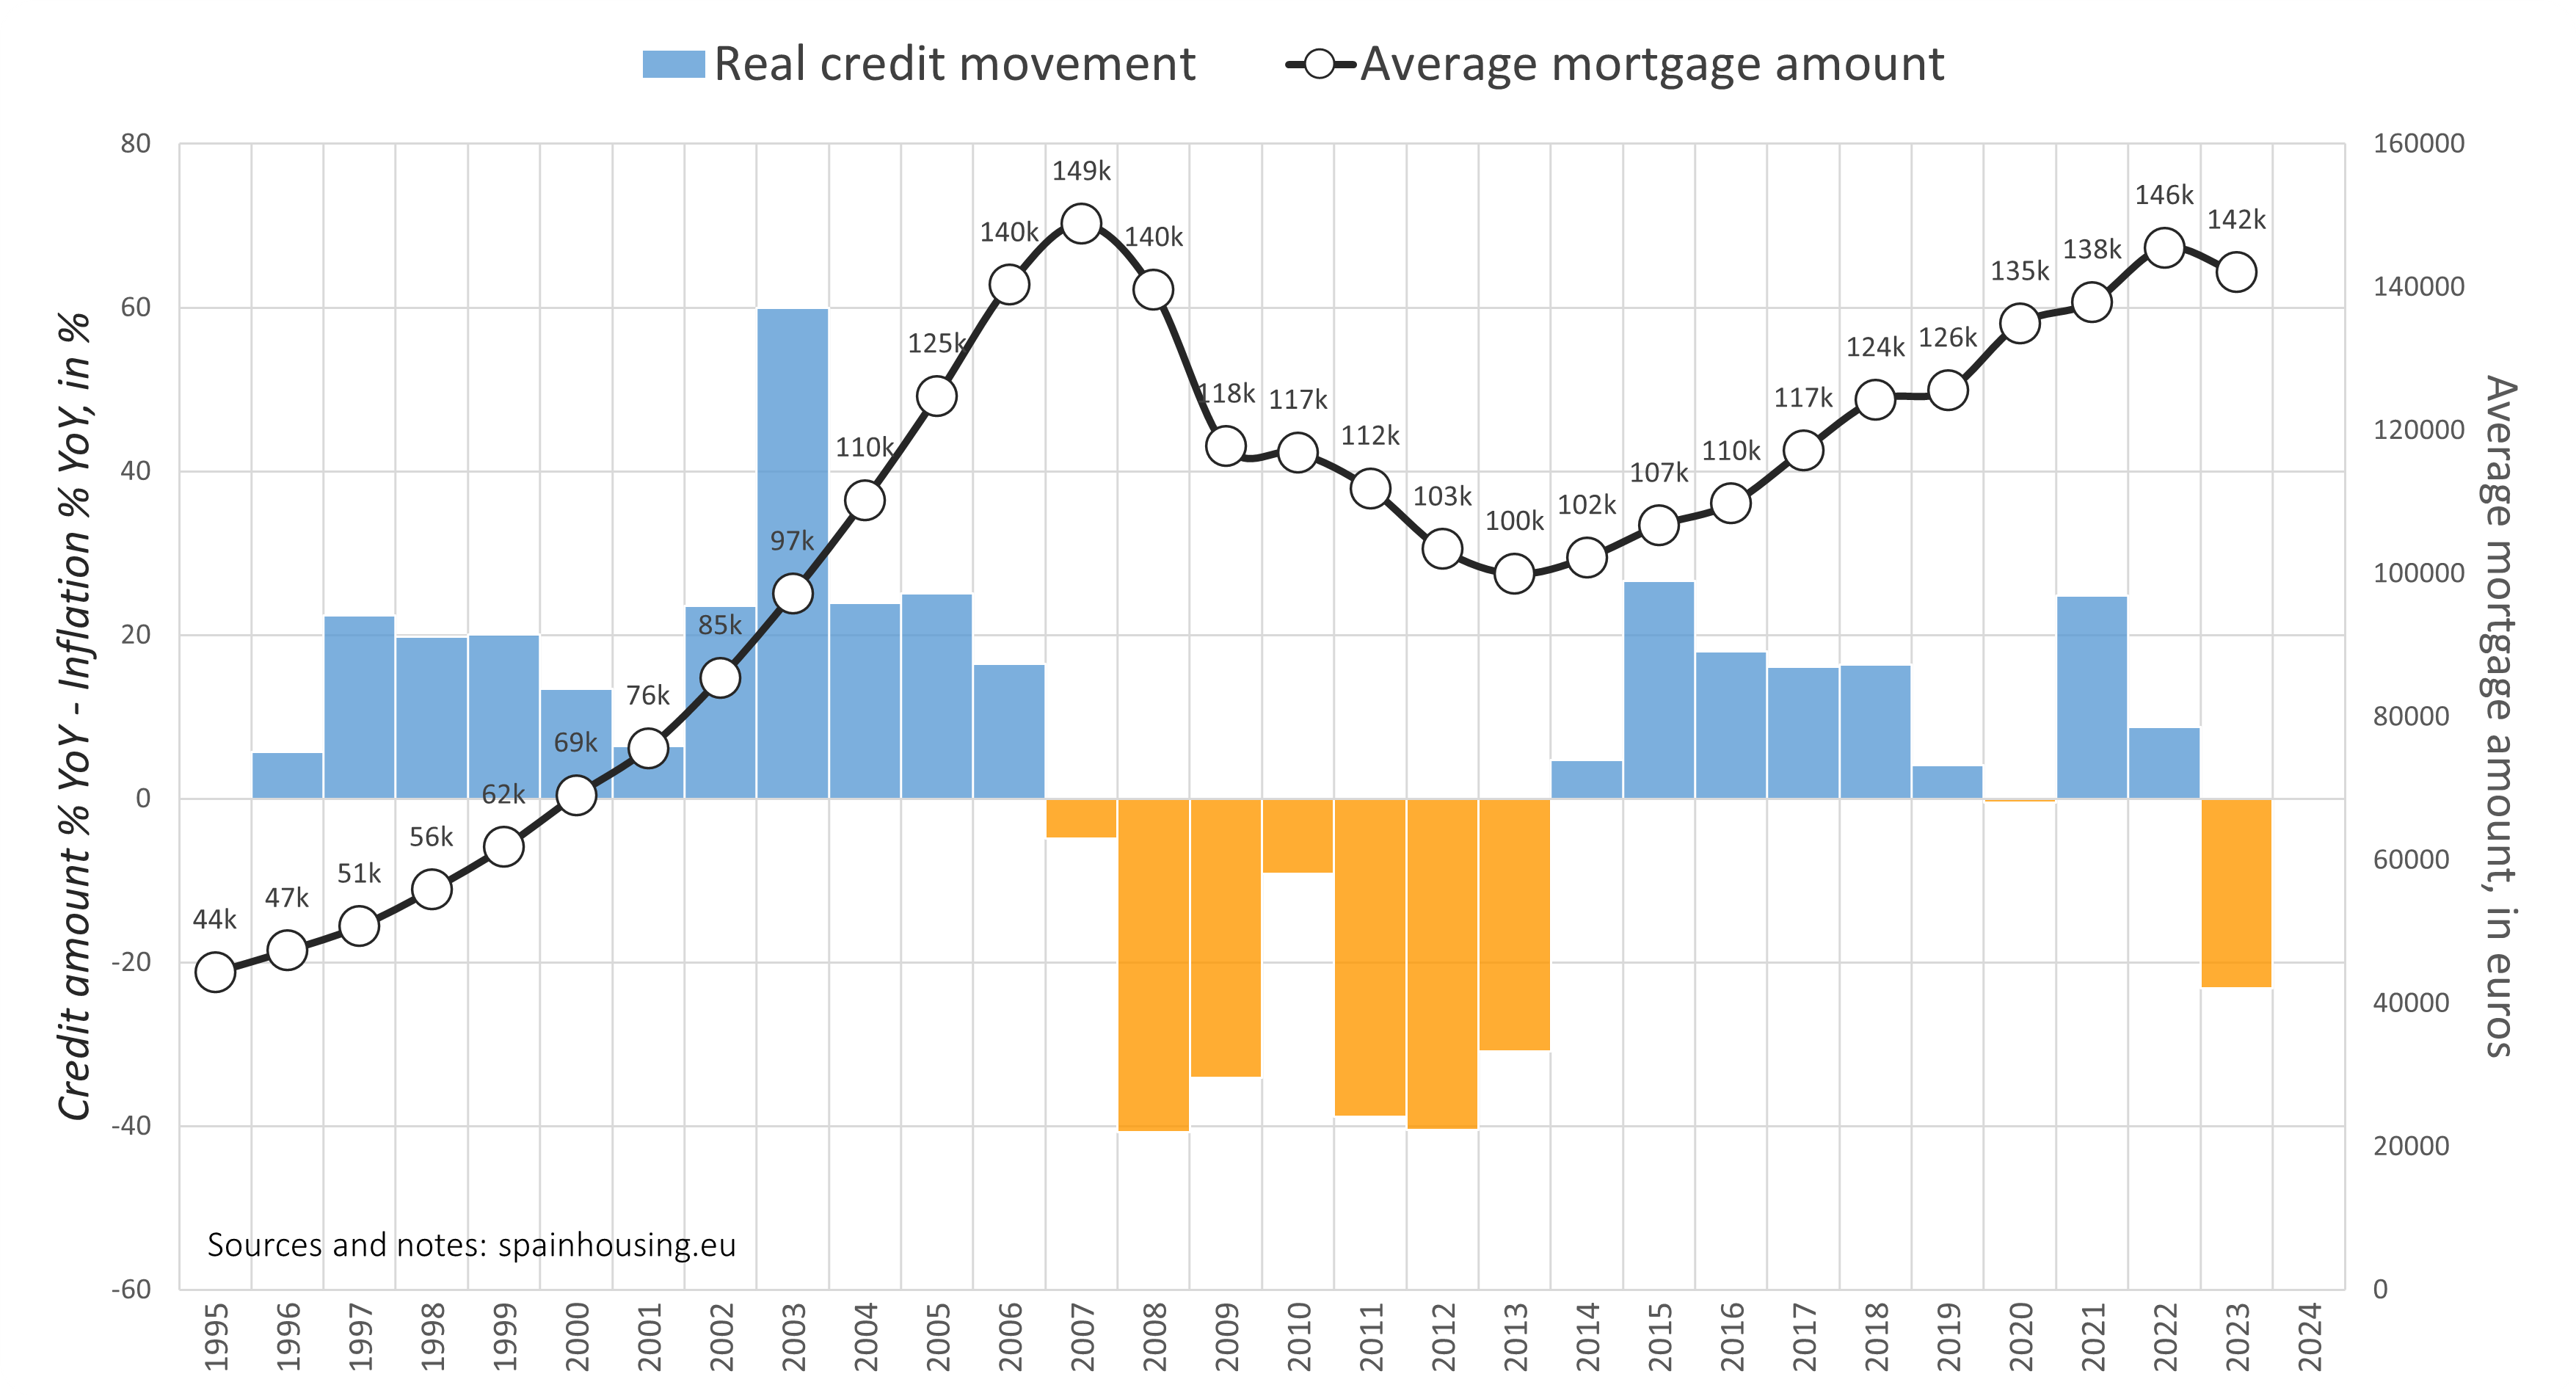 Real credit movement
Average mortgage amount
Credit amount % YoY - Inflation % YoY, in %
80
60
40
20
0
-20
-40
-60
44k
47k
51k
56k
62k
69k
76k
85k
97k
110k
125k
140k
149k
140k
118k
117k
112k
103k
100k
102k
107k
110k
117k
124k
126k
135k
138k
146k
142k
160000
140000
120000
100000
80000
60000
40000
20000
0
Average mortgage amount, in euros
Sources and notes: spainhousing.eu
1995
1996
1997
1998
1999
2000
2001
2002
2003
2004
2005
2006
2007
2008
2009
2010
2011
2012
2013
2014
2015
2016
2017
2018
2019
2020
2021
2022
2023
2024